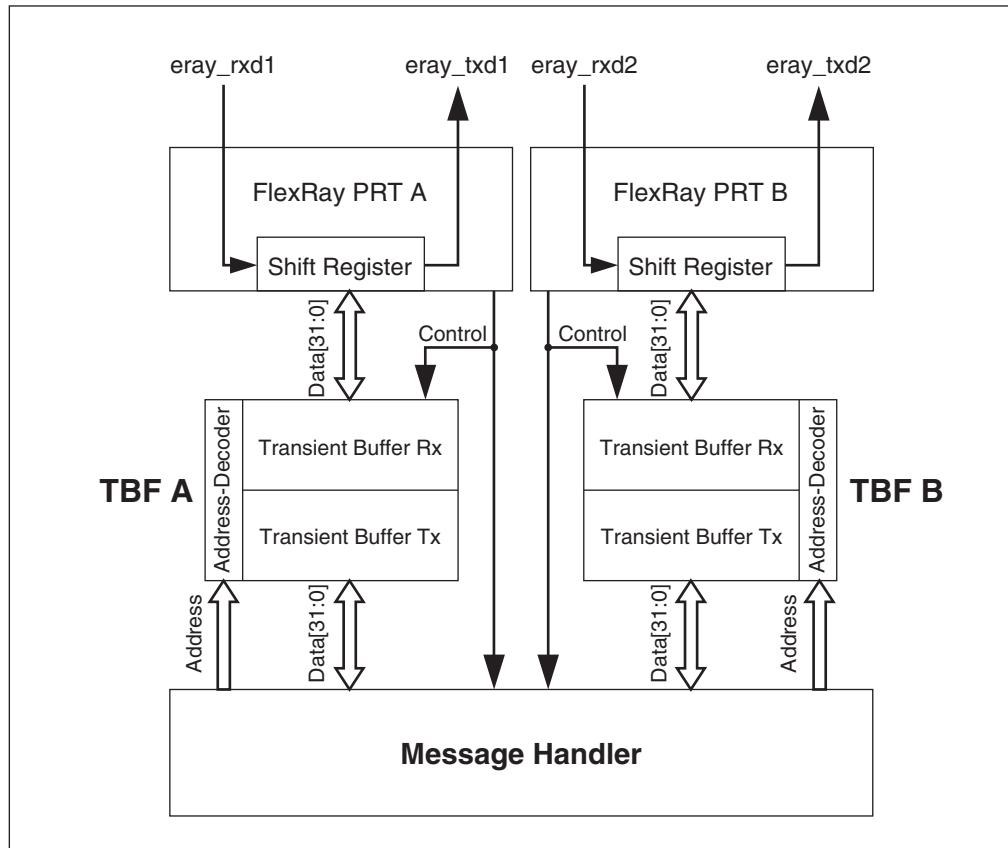 eray_rxd1
eray_txd1
eray_rxd2
eray_txd2
FlexRay PRT A
FlexRay PRT B
Shift Register
Shift Register
Data[31:0]
Control
Control
Data[31:0]
TBF A
Address-Decoder
Transient Buffer Rx
Transient Buffer Tx
Transient Buffer Rx
Transient Buffer Tx
Address-Decoder
TBF B
Address
Data[31:0]
Data[31:0]
Address
Message Handler